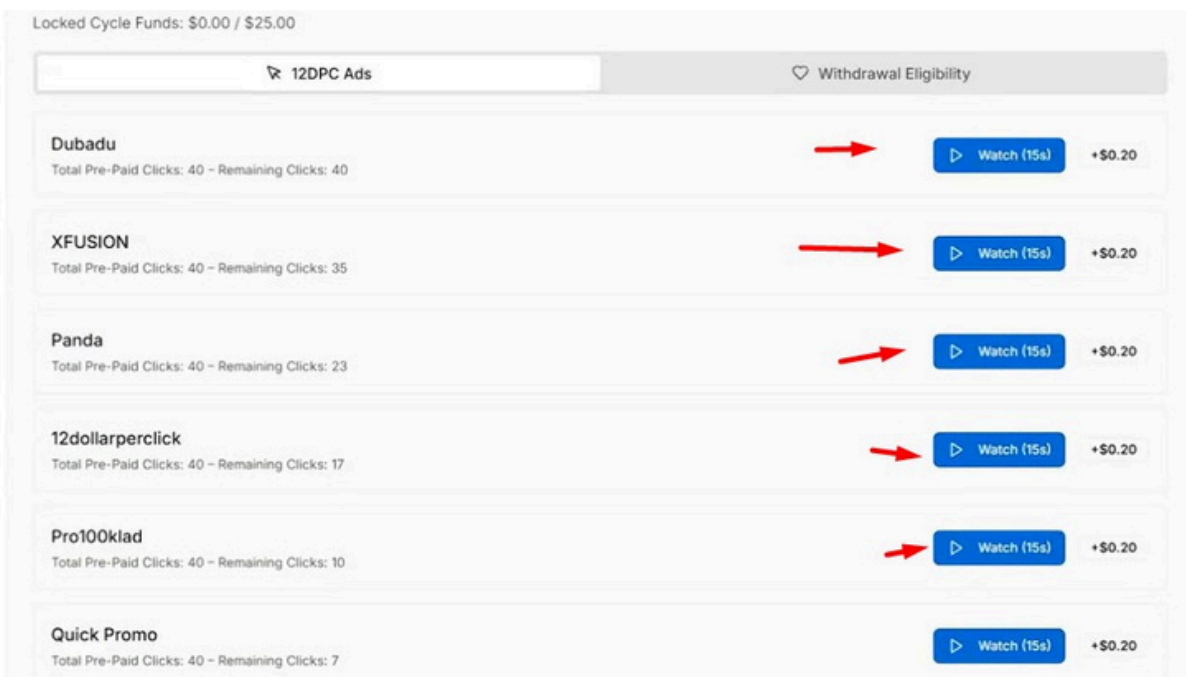 Locked Cycle Funds: $0.00 / $25.00
12DPC Ads
Withdrawal Eligibility
Dubadu
Total Pre-Paid Clicks: 40 – Remaining Clicks: 40
Watch (15s)
+$0.20
XFUSION
Total Pre-Paid Clicks: 40 – Remaining Clicks: 35
Watch (15s)
+$0.20
Panda
Total Pre-Paid Clicks: 40 – Remaining Clicks: 23
Watch (15s)
+$0.20
12dollarperclick
Total Pre-Paid Clicks: 40 – Remaining Clicks: 17
Watch (15s)
+$0.20
Pro100klad
Total Pre-Paid Clicks: 40 – Remaining Clicks: 10
Watch (15s)
+$0.20
Quick Promo
Total Pre-Paid Clicks: 40 – Remaining Clicks: 7
Watch (15s)
+$0.20